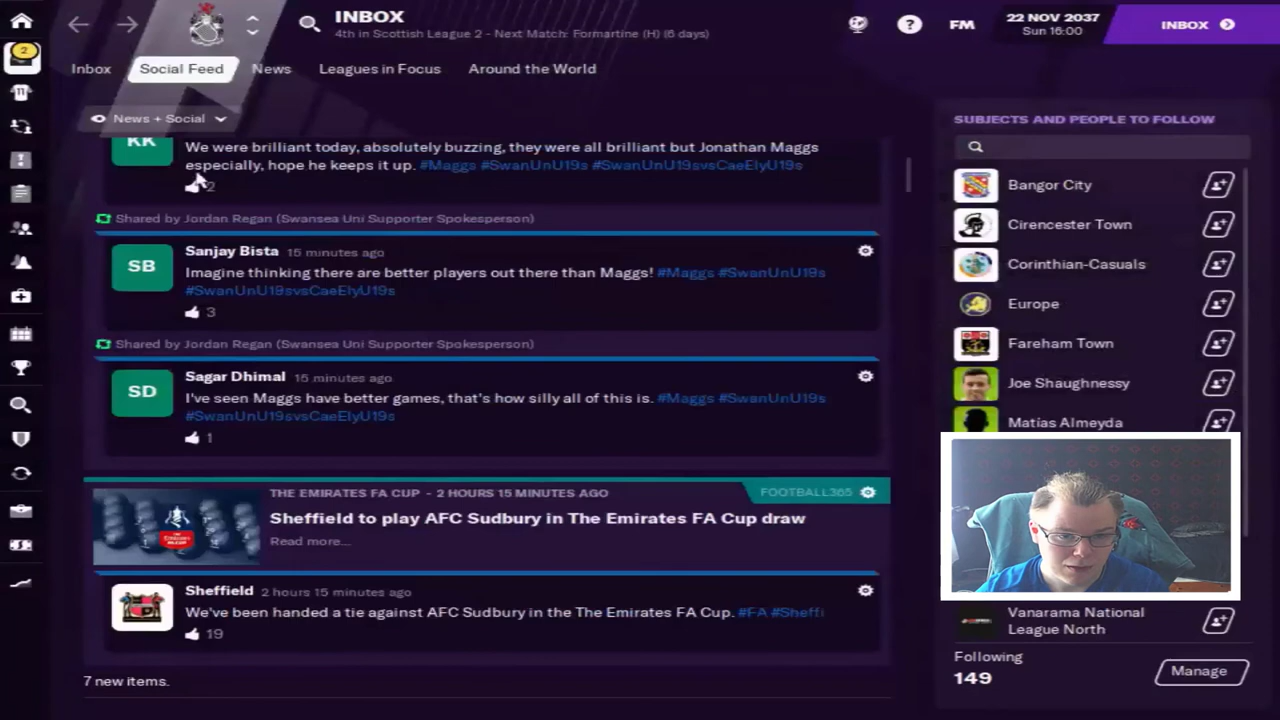 2
INBOX
4th in Scottish League 2 - Next Match: Formartine (H) (6 days)
FM
22 NOV 2037
Sun 16:00
INBOX
Inbox
Social Feed
News
Leagues in Focus
Around the World
News + Social
KK
We were brilliant today, absolutely buzzing, they were all brilliant but Jonathan Maggs
especially, hope he keeps it up. #Maggs #SwanUnU19s #SwanUnU19svsCaeElyU19s
2
Shared by Jordan Regan (Swansea Uni Supporter Spokesperson)
SB
Sanjay Bista 15 minutes ago
Imagine thinking there are better players out there than Maggs! #Maggs #SwanUnU19s
#SwanUnU19svsCaeElyU19s
3
Shared by Jordan Regan (Swansea Uni Supporter Spokesperson)
SD
Sagar Dhimal 15 minutes ago
I've seen Maggs have better games, that's how silly all of this is. #Maggs #SwanUnU19s
#SwanUnU19svsCaeElyU19s
1
THE EMIRATES FA CUP - 2 HOURS 15 MINUTES AGO
FOOTBALL365
Sheffield to play AFC Sudbury in The Emirates FA Cup draw
Read more...
Sheffield 2 hours 15 minutes ago
We've been handed a tie against AFC Sudbury in the The Emirates FA Cup. #FA #Sheffi
19
7 new items.
SUBJECTS AND PEOPLE TO FOLLOW
Bangor City
Cirencester Town
Corinthian-Casuals
Europe
Fareham Town
Joe Shaughnessy
Matías Almeyda
Vanarama National
League North
Following
149
Manage